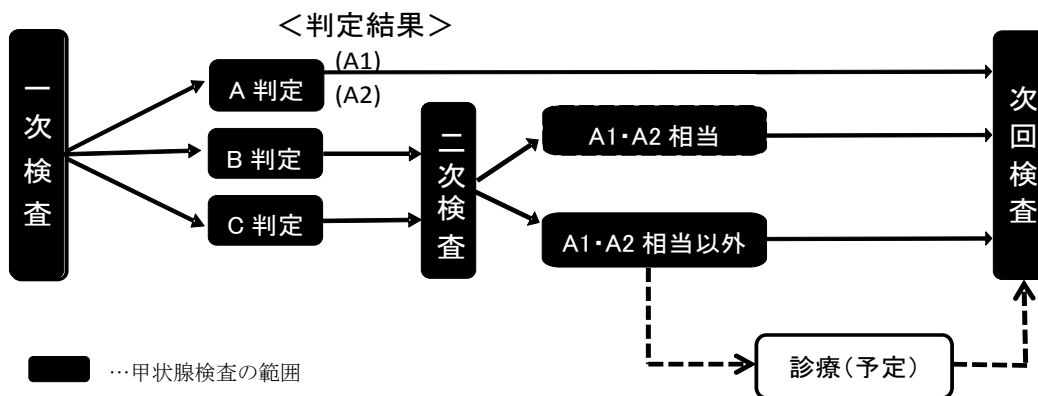 <判定結果>
一次検査
A 判定
(A1)
(A2)
B 判定
C 判定
二次検査
A1・A2 相当
A1・A2 相当以外
次回検査
診療(予定)
…甲状腺検査の範囲